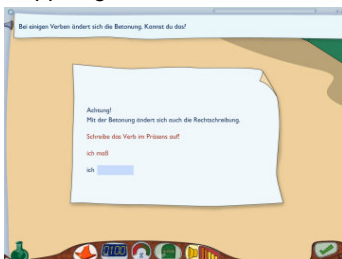 Bei einigen Verben ändert sich die Betonung. Kannst du das?
Achtung!
Mit der Betonung ändert sich auch die Rechtschreibung.
Schreibe das Verb im Präsens auf!
ich maß
ich